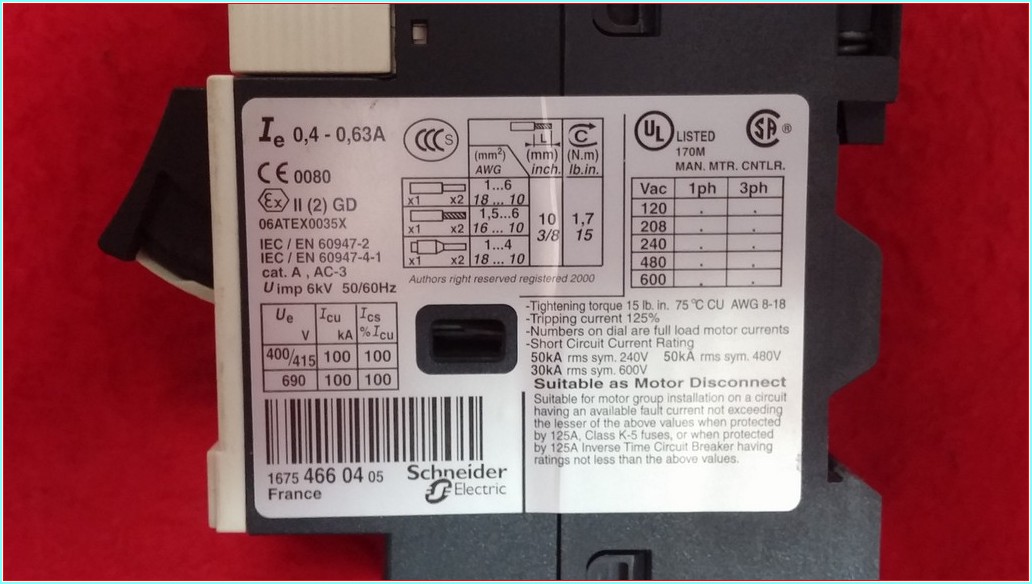 Ie 0,4 - 0,63A
CCC S
CE 0080
Ex II (2) GD
06ATEX0035X
IEC / EN 60947-2
IEC / EN 60947-4-1
cat. A , AC-3
U imp 6kV 50/60Hz
L
(mm²) (mm) (N.m)
AWG inch. lb.in.
1...6
x1 x2 18 ... 10
1,5...6 10 1,7
x1 x2 16 ... 10 3/8 15
1...4
x1 x2 18 ... 10
Authors right reserved registered 2000
UL LISTED SA ®
170M
MAN. MTR. CNTLR.
Vac 1ph 3ph
120 . .
208 . .
240 . .
480 . .
600 . .
Ue Icu Ics
V kA % Icu
400/415 100 100
690 100 100
-Tightening torque 15 lb. in. 75 °C CU AWG 8-18
-Tripping current 125%
-Numbers on dial are full load motor currents
-Short Circuit Current Rating
50kA rms sym. 240V 50kA rms sym. 480V
30kA rms sym. 600V
Suitable as Motor Disconnect
Suitable for motor group installation on a circuit
having an available fault current not exceeding
the lesser of the above values when protected
by 125A, Class K-5 fuses, or when protected
by 125A Inverse Time Circuit Breaker having
ratings not less than the above values.
1675 466 04 05
France
Schneider
Electric